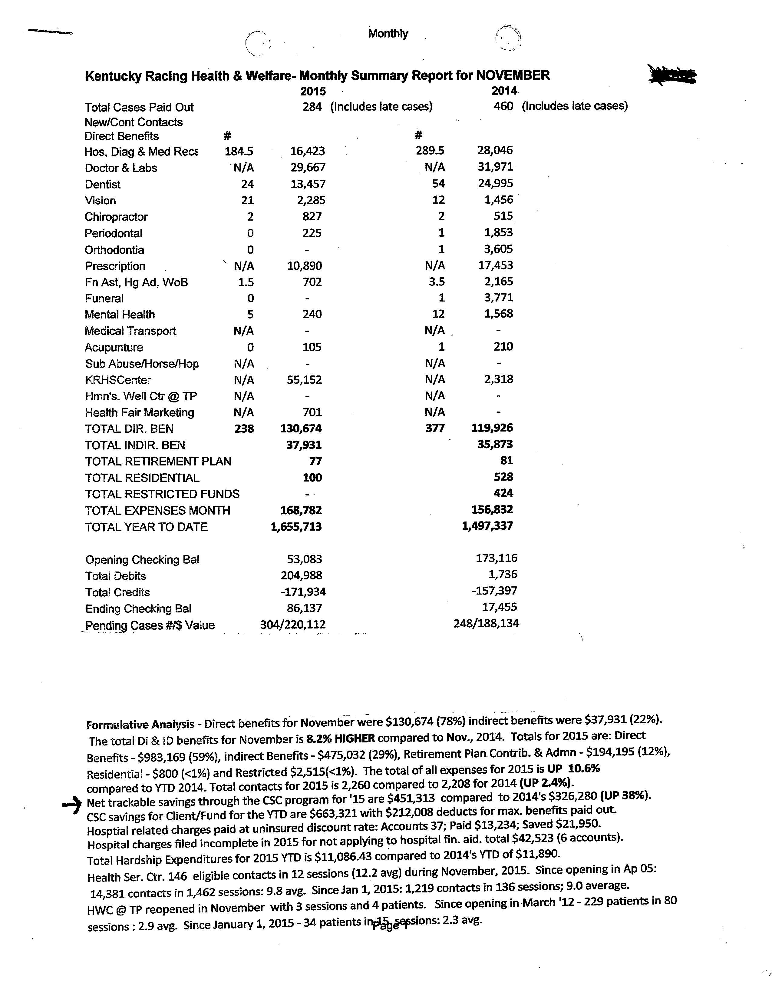 Monthly
Kentucky Racing Health & Welfare- Monthly Summary Report for NOVEMBER
2015 2014
Total Cases Paid Out 284 (Includes late cases) 460 (Includes late cases)
New/Cont Contacts
Direct Benefits # #
Hos, Diag & Med Recs 184.5 16,423 289.5 28,046
Doctor & Labs N/A 29,667 N/A 31,971
Dentist 24 13,457 54 24,995
Vision 21 2,285 12 1,456
Chiropractor 2 827 2 515
Periodontal 0 225 1 1,853
Orthodontia 0 - 1 3,605
Prescription N/A 10,890 N/A 17,453
Fn Ast, Hg Ad, WoB 1.5 702 3.5 2,165
Funeral 0 - 1 3,771
Mental Health 5 240 12 1,568
Medical Transport N/A - N/A -
Acupunture 0 105 1 210
Sub Abuse/Horse/Hop N/A - N/A -
KRHSCenter N/A 55,152 N/A 2,318
Hmn's. Well Ctr @ TP N/A - N/A -
Health Fair Marketing N/A 701 N/A -
TOTAL DIR. BEN 238 130,674 377 119,926
TOTAL INDIR. BEN 37,931 35,873
TOTAL RETIREMENT PLAN 77 81
TOTAL RESIDENTIAL 100 528
TOTAL RESTRICTED FUNDS - 424
TOTAL EXPENSES MONTH 168,782 156,832
TOTAL YEAR TO DATE 1,655,713 1,497,337
Opening Checking Bal 53,083 173,116
Total Debits 204,988 1,736
Total Credits -171,934 -157,397
Ending Checking Bal 86,137 17,455
Pending Cases #/$ Value 304/220,112 248/188,134
Formulative Analysis - Direct benefits for November were $130,674 (78%) indirect benefits were $37,931 (22%).
The total Di & ID benefits for November is 8.2% HIGHER compared to Nov., 2014. Totals for 2015 are: Direct
Benefits - $983,169 (59%), Indirect Benefits - $475,032 (29%), Retirement Plan Contrib. & Admn - $194,195 (12%),
Residential - $800 (<1%) and Restricted $2,515(<1%). The total of all expenses for 2015 is UP 10.6%
compared to YTD 2014. Total contacts for 2015 is 2,260 compared to 2,208 for 2014 (UP 2.4%).
→ Net trackable savings through the CSC program for '15 are $451,313 compared to 2014's $326,280 (UP 38%).
CSC savings for Client/Fund for the YTD are $663,321 with $212,008 deducts for max. benefits paid out.
Hosptial related charges paid at uninsured discount rate: Accounts 37; Paid $13,234; Saved $21,950.
Hospital charges filed incomplete in 2015 for not applying to hospital fin. aid. total $42,523 (6 accounts).
Total Hardship Expenditures for 2015 YTD is $11,086.43 compared to 2014's YTD of $11,890.
Health Ser. Ctr. 146 eligible contacts in 12 sessions (12.2 avg) during November, 2015. Since opening in Ap 05:
14,381 contacts in 1,462 sessions: 9.8 avg. Since Jan 1, 2015: 1,219 contacts in 136 sessions; 9.0 average.
HWC @ TP reopened in November with 3 sessions and 4 patients. Since opening in March '12 - 229 patients in 80
sessions : 2.9 avg. Since January 1, 2015 - 34 patients in 15 sessions: 2.3 avg.
Page 1